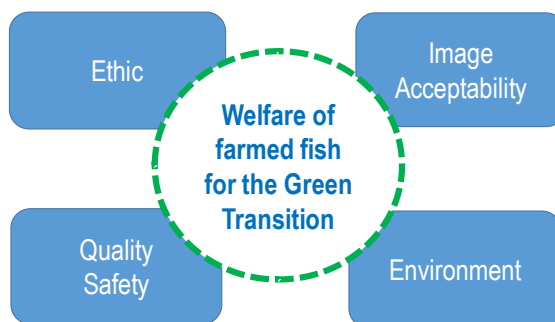 Ethic
Image
Acceptability
Welfare of
farmed fish
for the Green
Transition
Quality
Safety
Environment